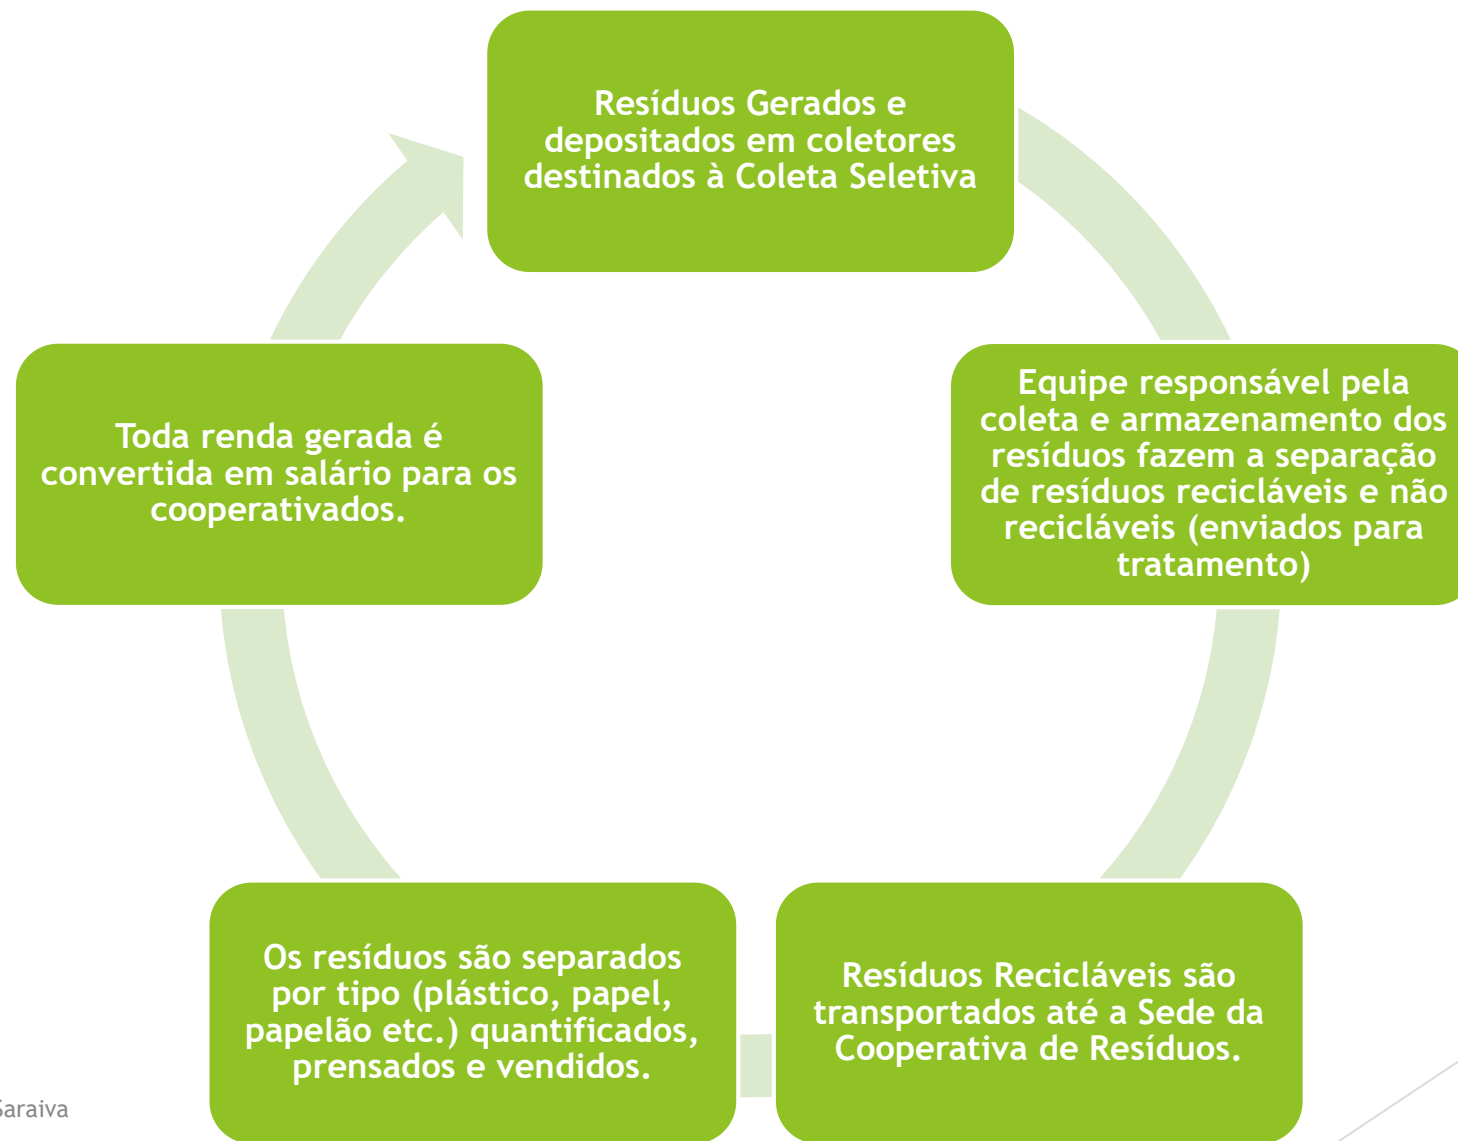 Resíduos Gerados e
depositados em coletores
destinados à Coleta Seletiva
Equipe responsável pela
coleta e armazenamento dos
resíduos fazem a separação
de resíduos recicláveis e não
recicláveis (enviados para
tratamento)
Resíduos Recicláveis são
transportados até a Sede da
Cooperativa de Resíduos.
Os resíduos são separados
por tipo (plástico, papel,
papelão etc.) quantificados,
prensados e vendidos.
Toda renda gerada é
convertida em salário para os
cooperativados.
Saraiva